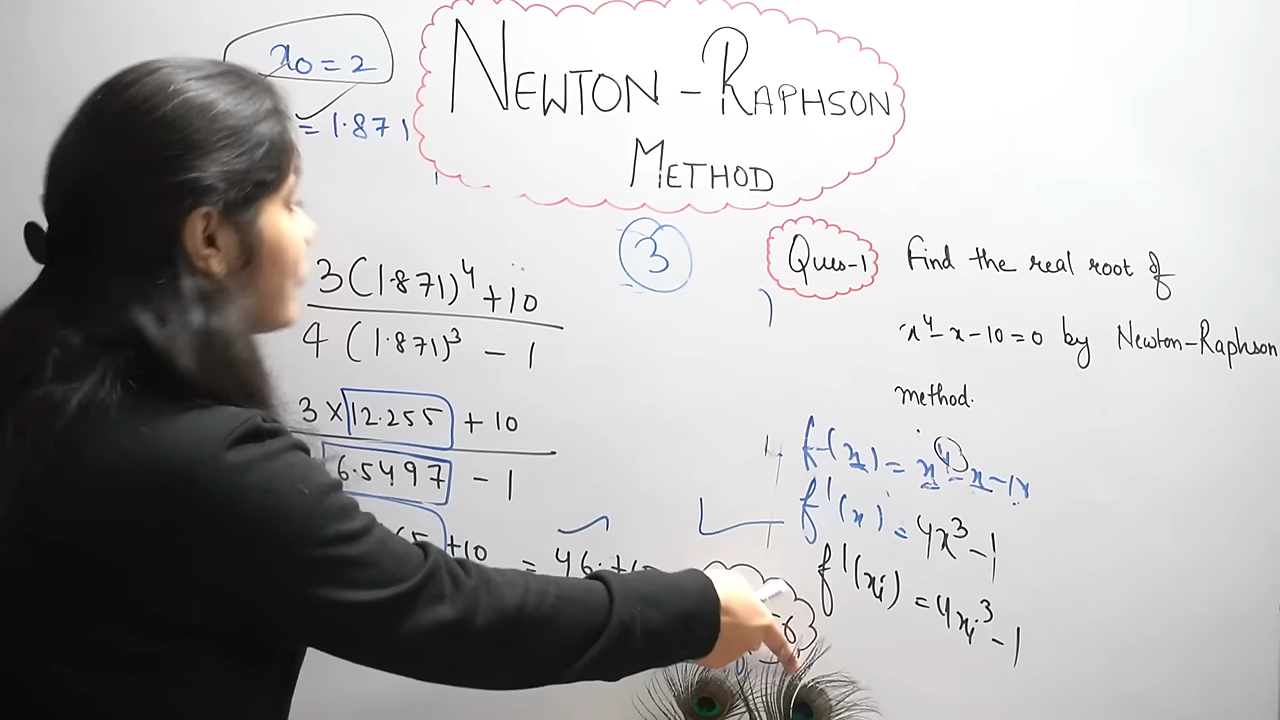 x₀ = 2
= 1.871
NEWTON - RAPHSON
METHOD
3
3(1.871)⁴ + 10
4 (1.871)³ - 1
3 × 12.255 + 10
6.5497 - 1
+10
=
Ques-1 Find the real root of
x⁴ - x - 10 = 0 by Newton-Raphson
method.
f(x) = x⁴ - x - 10
f'(x) = 4x³ - 1
f'(xᵢ) = 4xᵢ³ - 1